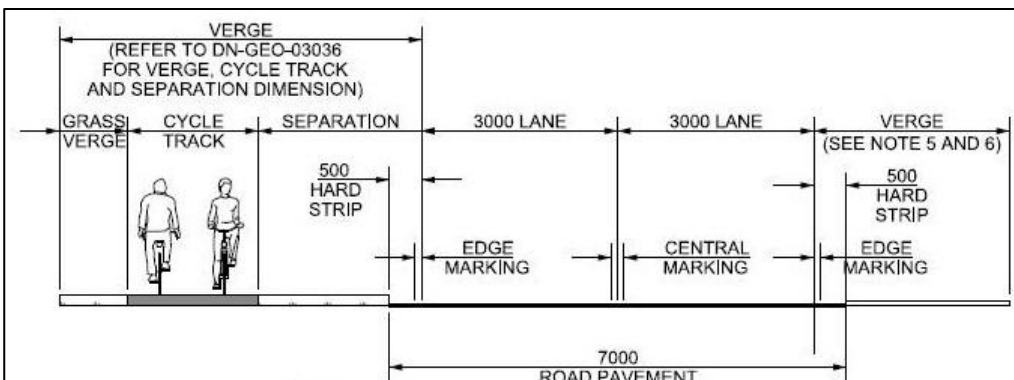 VERGE
(REFER TO DN-GEO-03036
FOR VERGE, CYCLE TRACK
AND SEPARATION DIMENSION)
GRASS VERGE
CYCLE TRACK
SEPARATION
3000 LANE
3000 LANE
VERGE
(SEE NOTE 5 AND 6)
500
HARD
STRIP
500
HARD
STRIP
EDGE
MARKING
CENTRAL
MARKING
EDGE
MARKING
7000
ROAD PAVEMENT